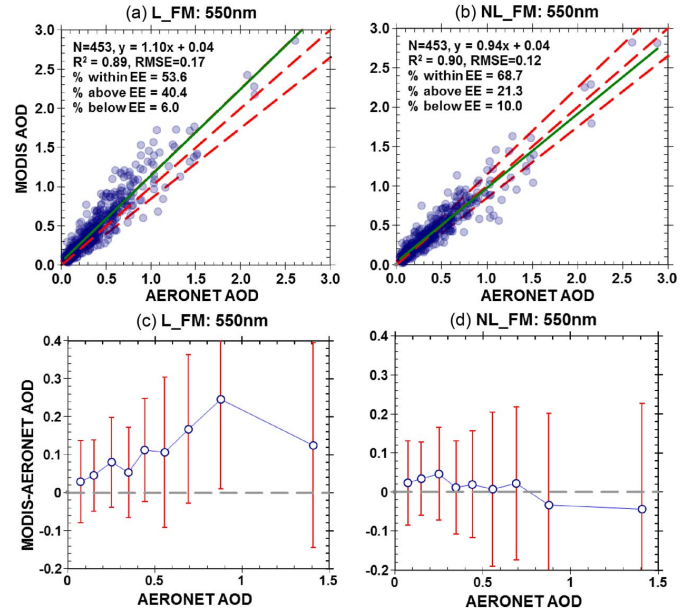 (a) L_FM: 550nm
3.0
2.5
2.0
1.5
1.0
0.5
0.0
MODIS AOD
N=453, y = 1.10x + 0.04
R² = 0.89, RMSE=0.17
% within EE = 53.6
% above EE = 40.4
% below EE = 6.0
0.0 0.5 1.0 1.5 2.0 2.5 3.0
AERONET AOD
(b) NL_FM: 550nm
3.0
2.5
2.0
1.5
1.0
0.5
0.0
N=453, y = 0.94x + 0.04
R² = 0.90, RMSE=0.12
% within EE = 68.7
% above EE = 21.3
% below EE = 10.0
0.0 0.5 1.0 1.5 2.0 2.5 3.0
AERONET AOD
(c) L_FM: 550nm
0.4
0.3
0.2
0.1
0
-0.1
-0.2
MODIS-AERONET AOD
0 0.5 1 1.5
AERONET AOD
(d) NL_FM: 550nm
0.4
0.3
0.2
0.1
0
-0.1
-0.2
0 0.5 1 1.5
AERONET AOD